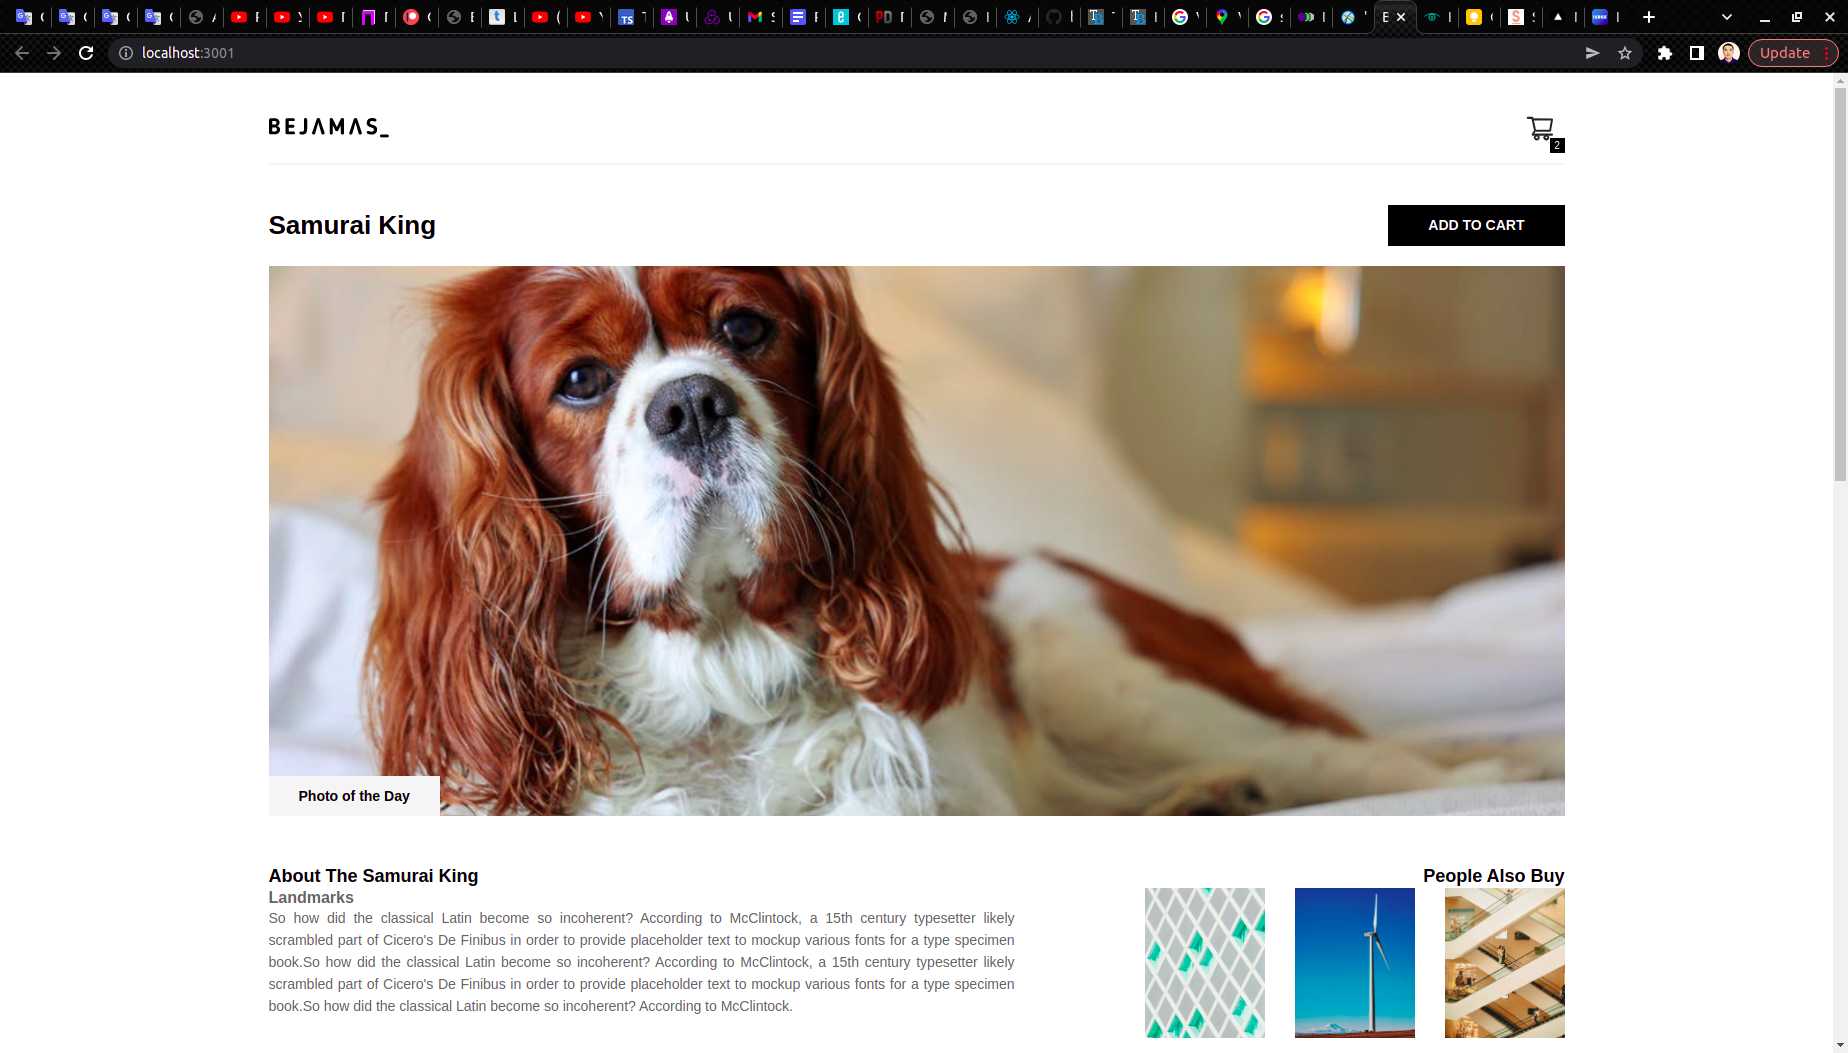 localhost:3001
Update
BEJAMAS_
2
Samurai King
ADD TO CART
Photo of the Day
About The Samurai King
Landmarks
So how did the classical Latin become so incoherent? According to McClintock, a 15th century typesetter likely
scrambled part of Cicero's De Finibus in order to provide placeholder text to mockup various fonts for a type specimen
book.So how did the classical Latin become so incoherent? According to McClintock, a 15th century typesetter likely
scrambled part of Cicero's De Finibus in order to provide placeholder text to mockup various fonts for a type specimen
book.So how did the classical Latin become so incoherent? According to McClintock.
People Also Buy